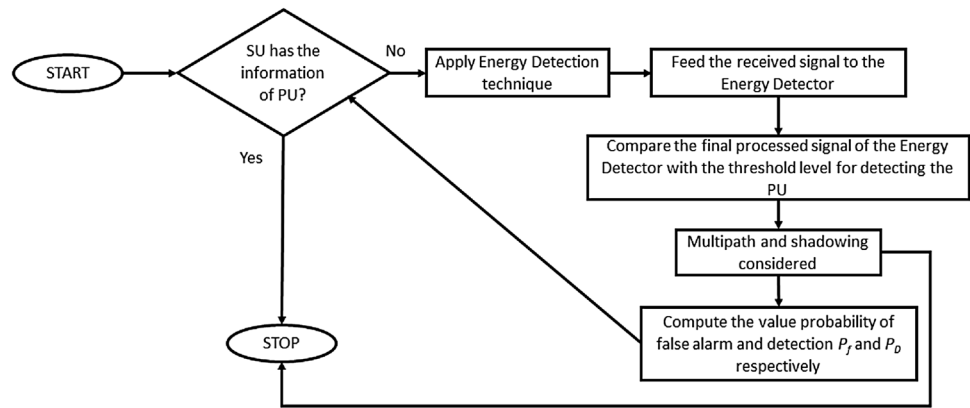 START
SU has the
information
of PU?
No
Yes
Apply Energy Detection
technique
Feed the received signal to the
Energy Detector
Compare the final processed signal of the Energy
Detector with the threshold level for detecting the
PU
Multipath and shadowing
considered
Compute the value probability of
false alarm and detection Pf and PD
respectively
STOP